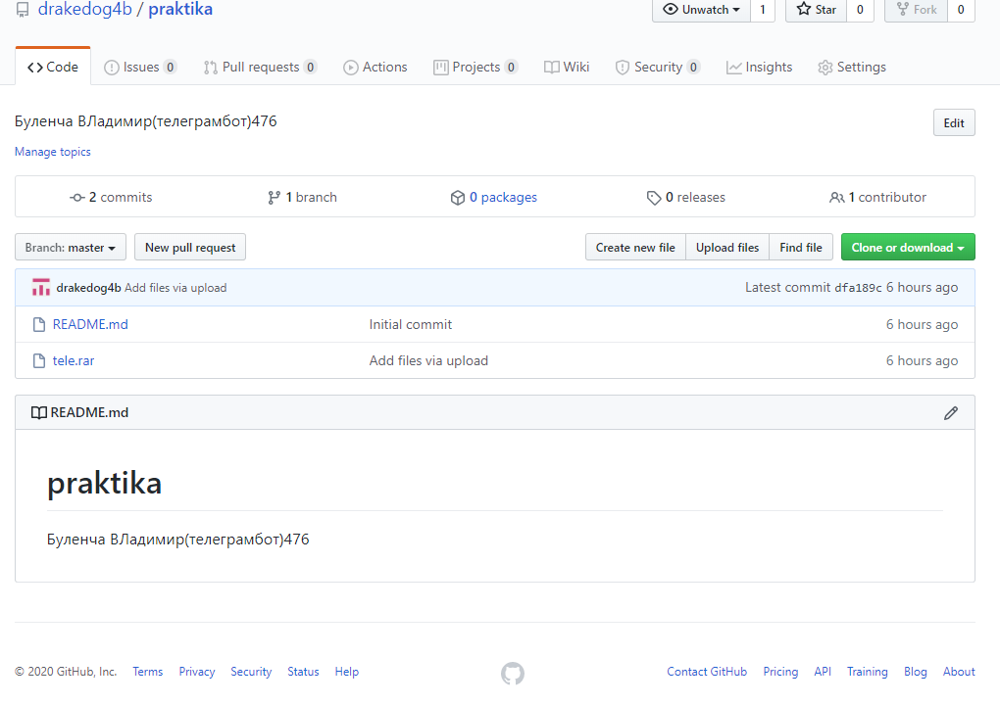 drakedog4b / praktika
Unwatch 1 Star 0 Fork 0
Code Issues 0 Pull requests 0 Actions Projects 0 Wiki Security 0 Insights Settings
Буленча ВЛадимир(телеграмбот)476
Edit
Manage topics
2 commits 1 branch 0 packages 0 releases 1 contributor
Branch: master New pull request Create new file Upload files Find file Clone or download
drakedog4b Add files via upload Latest commit dfa189c 6 hours ago
README.md Initial commit 6 hours ago
tele.rar Add files via upload 6 hours ago
README.md
praktika
Буленча ВЛадимир(телеграмбот)476
© 2020 GitHub, Inc. Terms Privacy Security Status Help Contact GitHub Pricing API Training Blog About